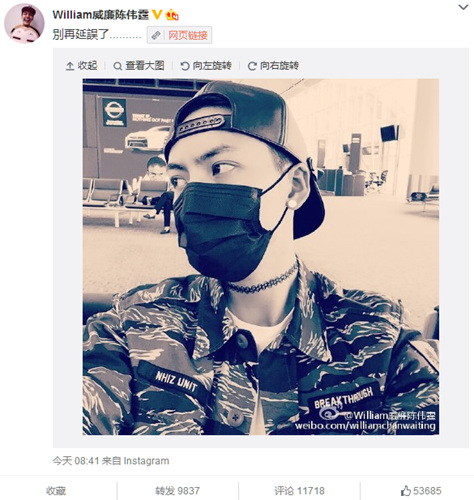 William威廉陈伟霆
別再延誤了.......... 网页链接
收起 查看大图 向左旋转 向右旋转
NHIZ UNIT
BREAKTHROUGH
@William威廉陈伟霆
weibo.com/williamchanwaiting
今天 08:41 来自 Instagram
收藏 转发 9837 评论 11718 53685